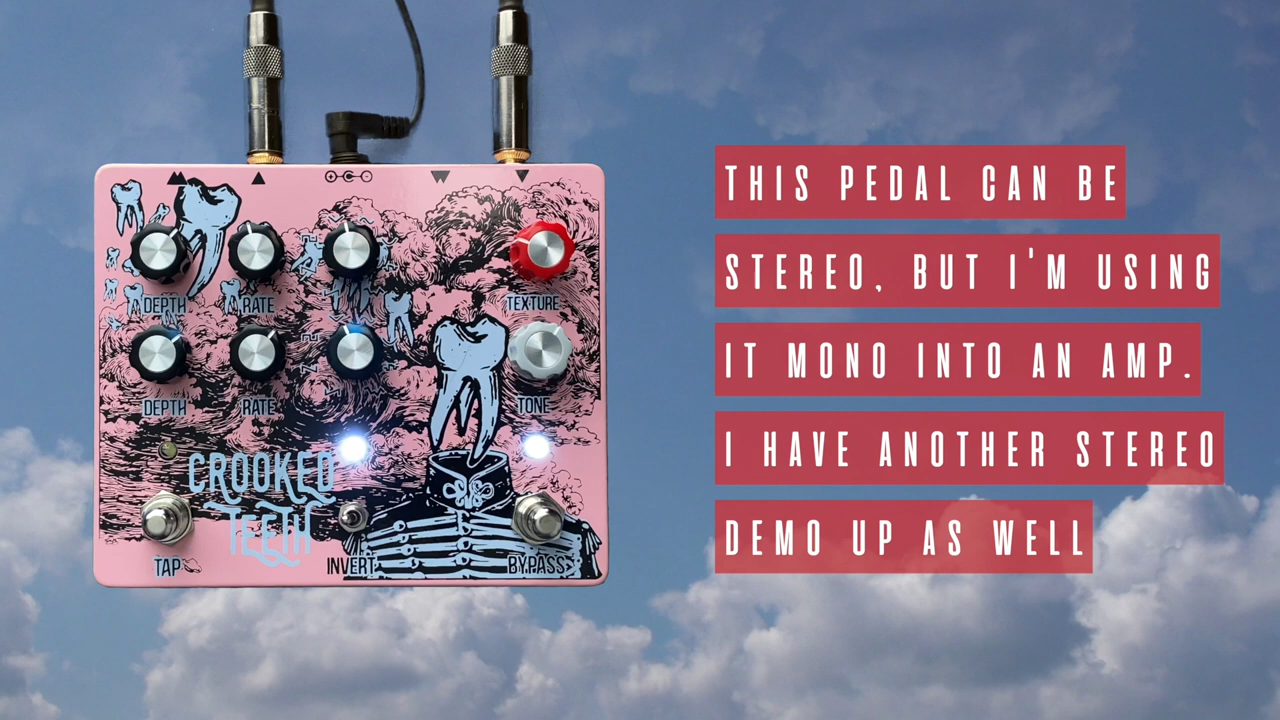 DEPTH RATE TEXTURE
DEPTH RATE TONE
CROOKED
TEETH
TAP INVERT BYPASS
THIS PEDAL CAN BE
STEREO, BUT I'M USING
IT MONO INTO AN AMP.
I HAVE ANOTHER STEREO
DEMO UP AS WELL